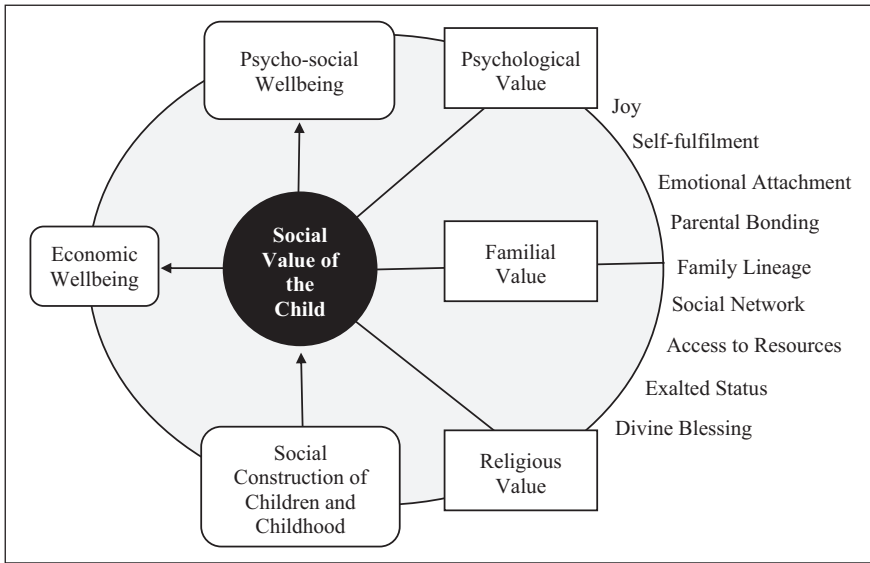 Psycho-social
Wellbeing
Psychological
Value
Joy
Self-fulfilment
Emotional Attachment
Parental Bonding
Economic
Wellbeing
Social
Value of
the
Child
Familial
Value
Family Lineage
Social Network
Access to Resources
Exalted Status
Divine Blessing
Social
Construction of
Children and
Childhood
Religious
Value